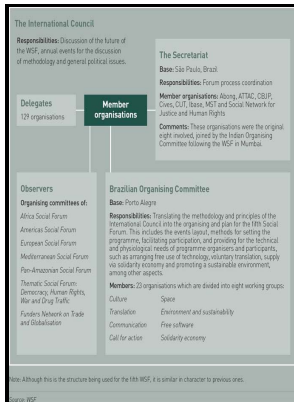 The International Council
Responsibilities: Discussion of the future of
the WSF, annual events for the discussion
of methodology and general political issues.
The Secretariat
Base: São Paulo, Brazil
Responsibilities: Forum process coordination
Member organisations: Abong, ATTAC, CBJP,
Cives, CUT, Ibase, MST and Social Network for
Justice and Human Rights
Comments: These organisations were the original
eight involved, joined by the Indian Organising
Committee following the WSF in Mumbai.
Delegates
129 organisations
Member
organisations
Observers
Organising committees of:
Africa Social Forum
Americas Social Forum
European Social Forum
Mediterranean Social Forum
Pan-Amazonian Social Forum
Thematic Social Forum:
Democracy, Human Rights,
War and Drug Traffic
Funders Network on Trade
and Globalisation
Brazilian Organising Committee
Base: Porto Alegre
Responsibilities: Translating the methodology and principles of the
International Council into the organising and plan for the fifth Social
Forum. This includes the events layout, methods for setting the
programme, facilitating participation, and providing for the technical
and physiological needs of programme organisers and participants,
such as arranging free use of technology, voluntary translation, supply
via solidarity economy and promoting a sustainable environment,
among other aspects.
Members: 23 organisations which are divided into eight working groups:
Culture Space
Translation Environment and sustainability
Communication Free software
Call for action Solidarity economy
Note: Although this is the structure being used for the fifth WSF, it is similar in character to previous ones.
Source: WSF